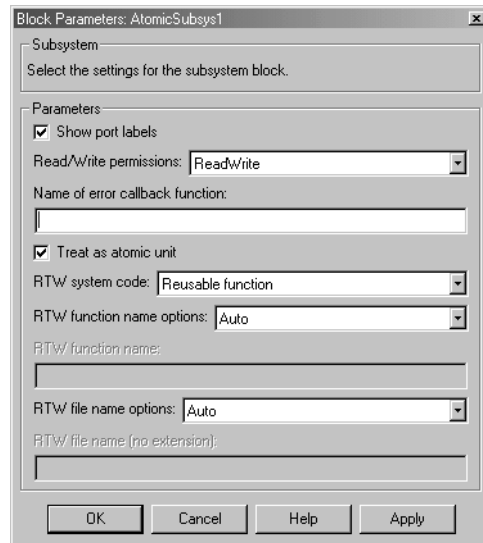 Block Parameters: AtomicSubsys1
Subsystem
Select the settings for the subsystem block.
Parameters
Show port labels
Read/Write permissions: ReadWrite
Name of error callback function:
Treat as atomic unit
RTW system code: Reusable function
RTW function name options: Auto
RTW function name:
RTW file name options: Auto
RTW file name (no extension):
OK Cancel Help Apply